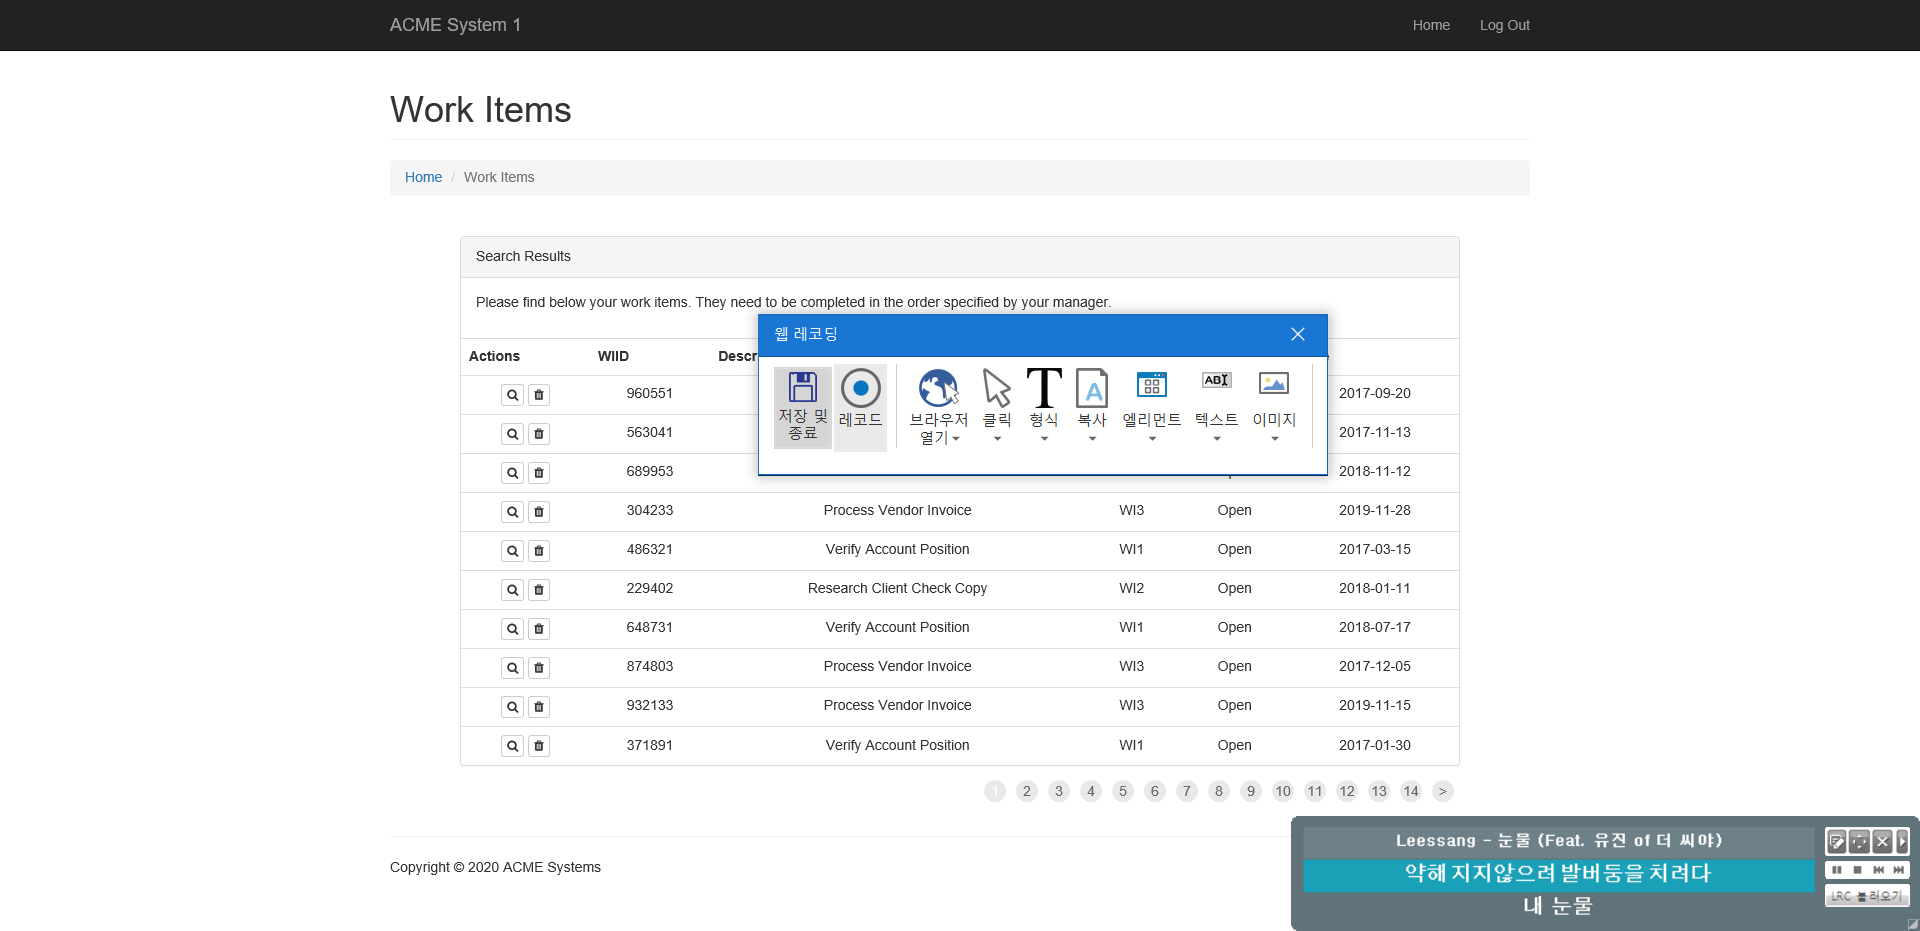 ACME System 1 Home Log Out
Work Items
Home / Work Items
Search Results
Please find below your work items. They need to be completed in the order specified by your manager.
웹 레코딩
Actions WIID Descr
저장 및 종료 레코드 브라우저 열기 클릭 형식 복사 엘리먼트 텍스트 이미지
960551 2017-09-20
563041 2017-11-13
689953 2018-11-12
304233 Process Vendor Invoice WI3 Open 2019-11-28
486321 Verify Account Position WI1 Open 2017-03-15
229402 Research Client Check Copy WI2 Open 2018-01-11
648731 Verify Account Position WI1 Open 2018-07-17
874803 Process Vendor Invoice WI3 Open 2017-12-05
932133 Process Vendor Invoice WI3 Open 2019-11-15
371891 Verify Account Position WI1 Open 2017-01-30
1 2 3 4 5 6 7 8 9 10 11 12 13 14 >
Copyright © 2020 ACME Systems
Leessang - 눈물 (Feat. 유진 of 더 씨야)
약해 지지않으려 발버둠을 치려다
내 눈물
LRC 불러오기